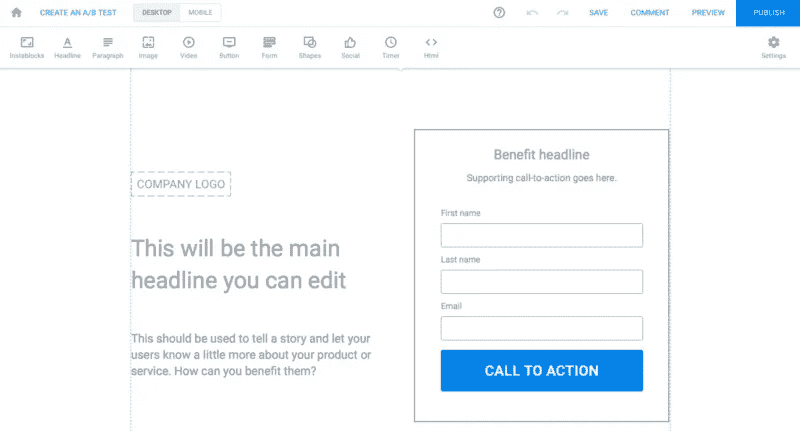 CREATE AN A/B TEST
DESKTOP
MOBILE
SAVE
COMMENT
PREVIEW
PUBLISH
Instablocks
Headline
Paragraph
Image
Video
Button
Form
Shapes
Social
Timer
Html
Settings
COMPANY LOGO
This will be the main
headline you can edit
This should be used to tell a story and let your
users know a little more about your product or
service. How can you benefit them?
Benefit headline
Supporting call-to-action goes here.
First name
Last name
Email
CALL TO ACTION